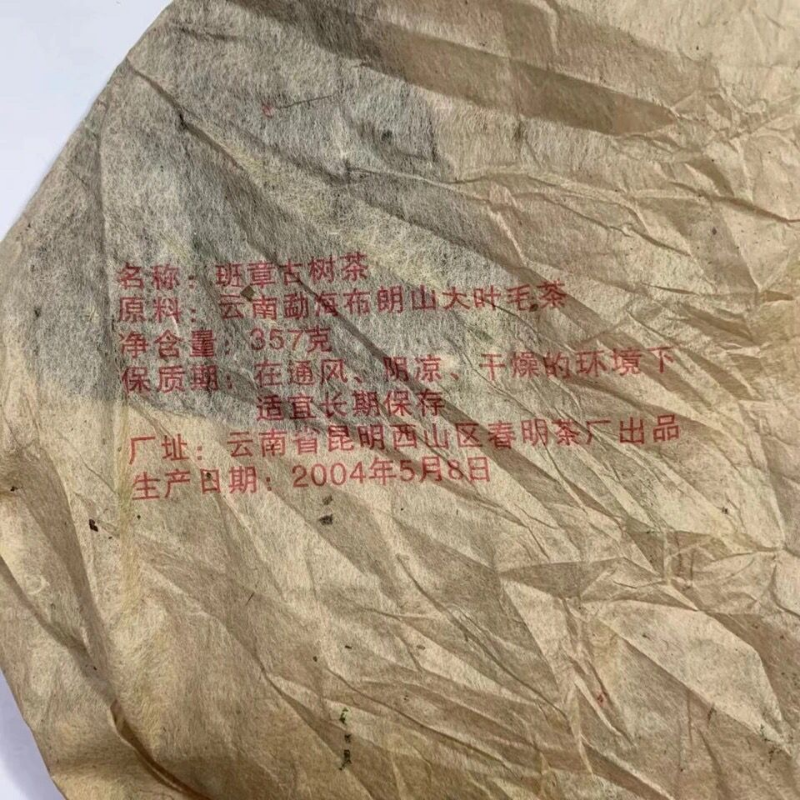 名称：班章古树茶
原料：云南勐海布朗山大叶毛茶
净含量：357克
保质期：在通风、阴凉、干燥的环境下
适宜长期保存
厂址：云南省昆明西山区春明茶厂出品
生产日期：2004年5月8日